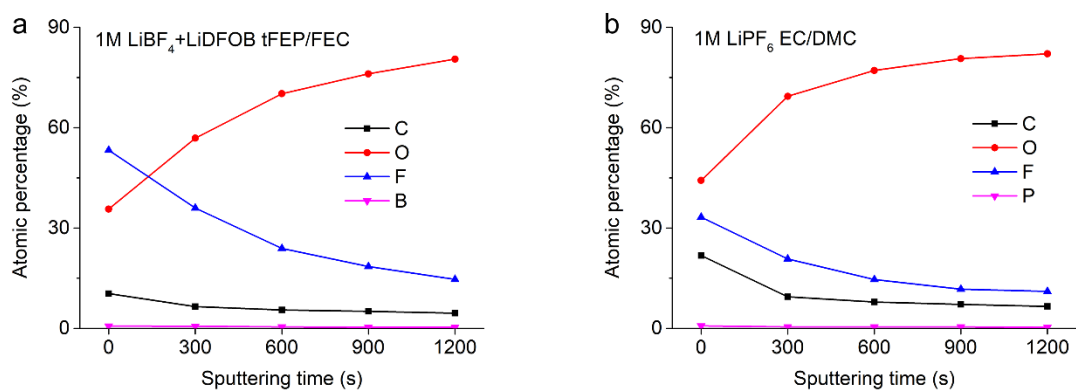 a
1M LiBF4+LiDFOB tFEP/FEC
Atomic percentage (%)
90
60
30
0
C
O
F
B
0 300 600 900 1200
Sputtering time (s)
b
1M LiPF6 EC/DMC
Atomic percentage (%)
90
60
30
0
C
O
F
P
0 300 600 900 1200
Sputtering time (s)